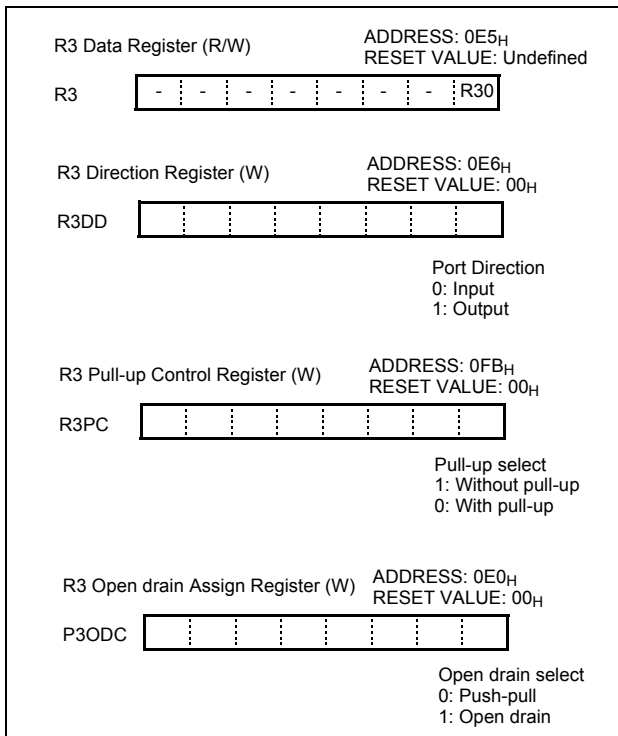 R3 Data Register (R/W) ADDRESS: 0E5H
RESET VALUE: Undefined
R3 - - - - - - - R30
R3 Direction Register (W) ADDRESS: 0E6H
RESET VALUE: 00H
R3DD
Port Direction
0: Input
1: Output
R3 Pull-up Control Register (W) ADDRESS: 0FBH
RESET VALUE: 00H
R3PC
Pull-up select
1: Without pull-up
0: With pull-up
R3 Open drain Assign Register (W) ADDRESS: 0E0H
RESET VALUE: 00H
P3ODC
Open drain select
0: Push-pull
1: Open drain